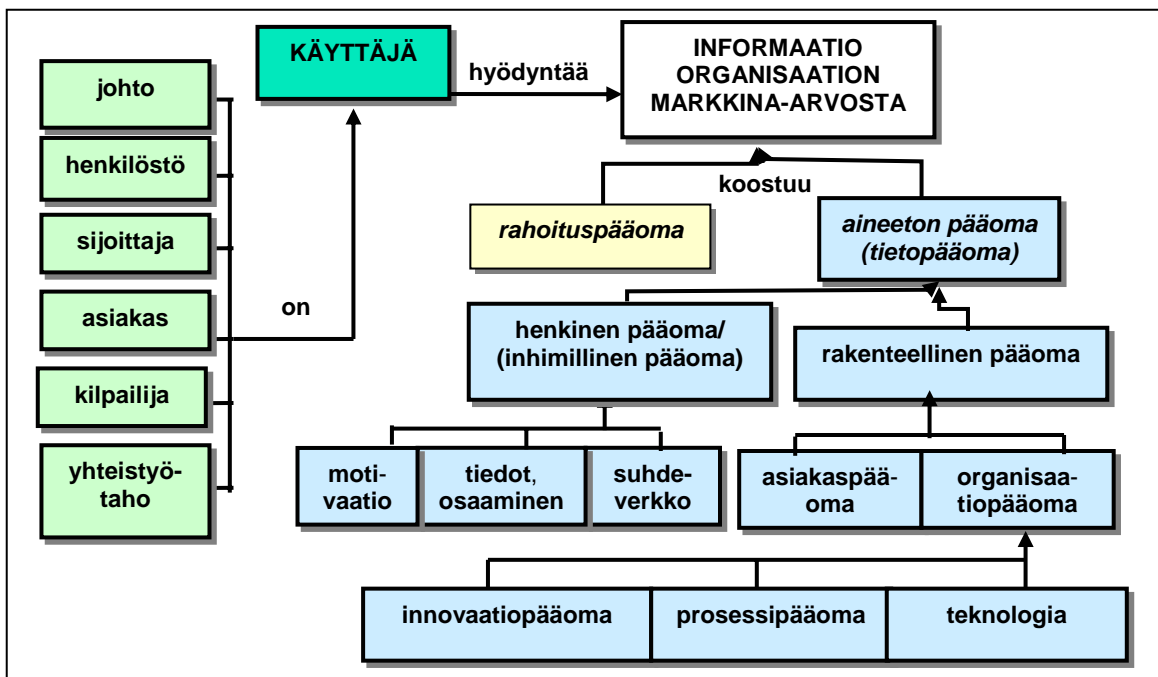 KÄYTTÄJÄ
hyödyntää
INFORMAATIO
ORGANISAATION
MARKKINA-ARVOSTA
johto
henkilöstö
sijoittaja
asiakas
kilpailija
yhteistyö-
taho
on
koostuu
rahoituspääoma
aineeton pääoma
(tietopääoma)
henkinen pääoma/
(inhimillinen pääoma)
rakenteellinen pääoma
moti-
vaatio
tiedot,
osaaminen
suhde-
verkko
asiakaspää-
oma
organisaa-
tiopääoma
innovaatiopääoma
prosessipääoma
teknologia